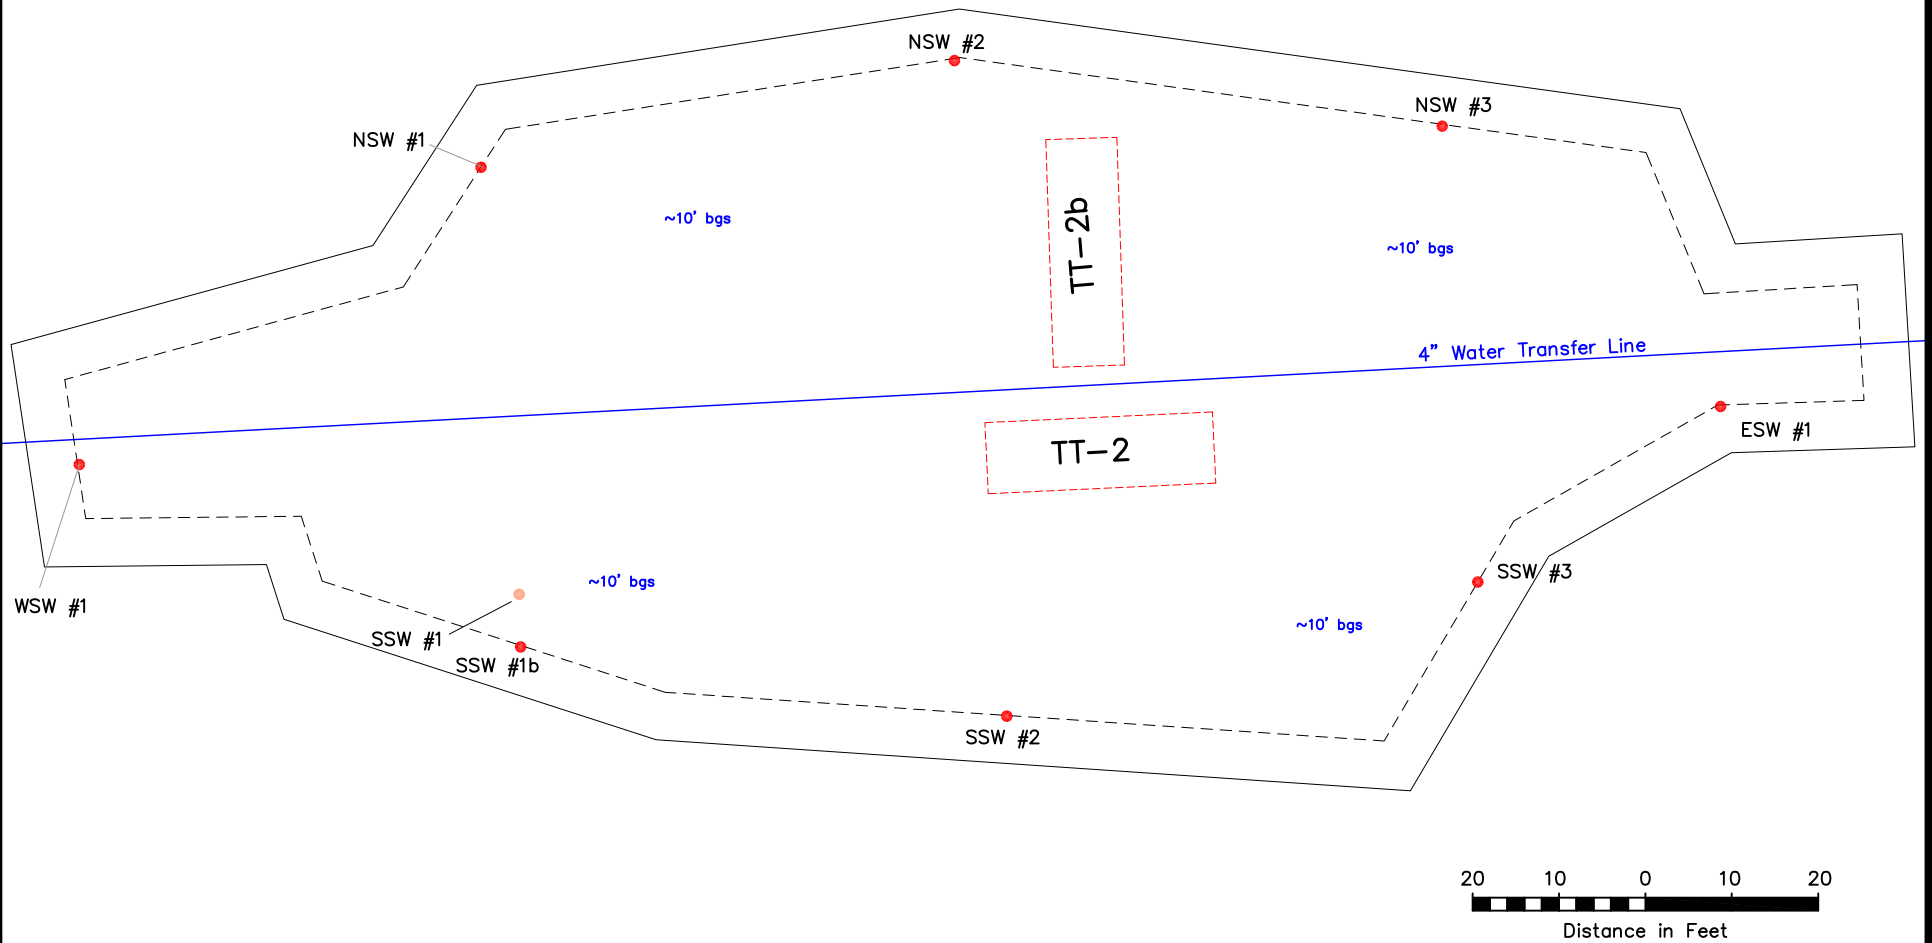 NSW #2
NSW #3
NSW #1
TT-2b
~10' bgs
~10' bgs
4" Water Transfer Line
ESW #1
TT-2
SSW #3
~10' bgs
WSW #1
~10' bgs
SSW #1
SSW #1b
SSW #2
20 10 0 10 20
Distance in Feet